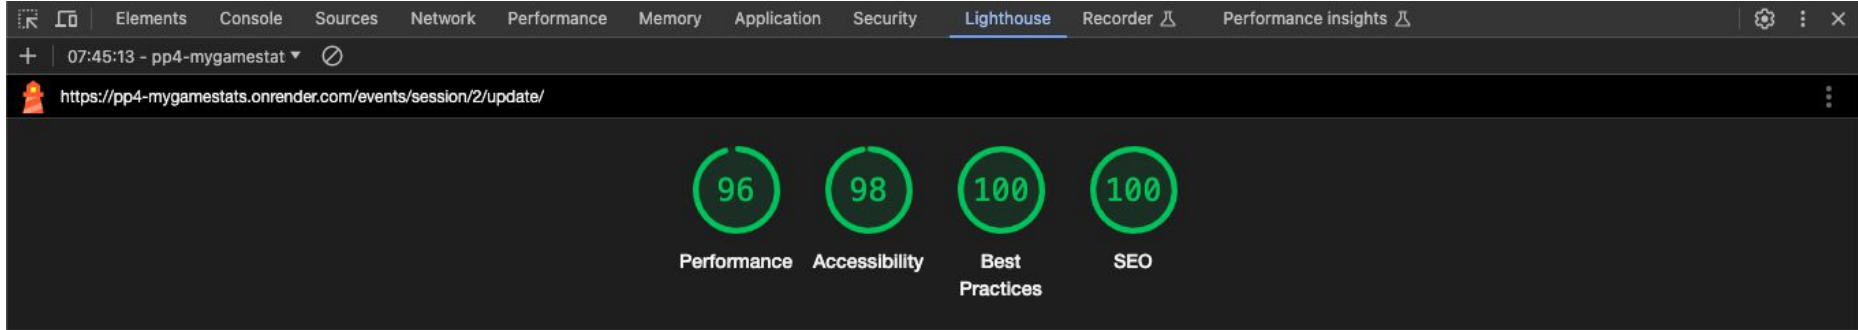 Elements Console Sources Network Performance Memory Application Security Lighthouse Recorder Performance insights
07:45:13 - pp4-mygamestat
https://pp4-mygamestats.onrender.com/events/session/2/update/
96 98 100 100
Performance Accessibility Best Practices SEO